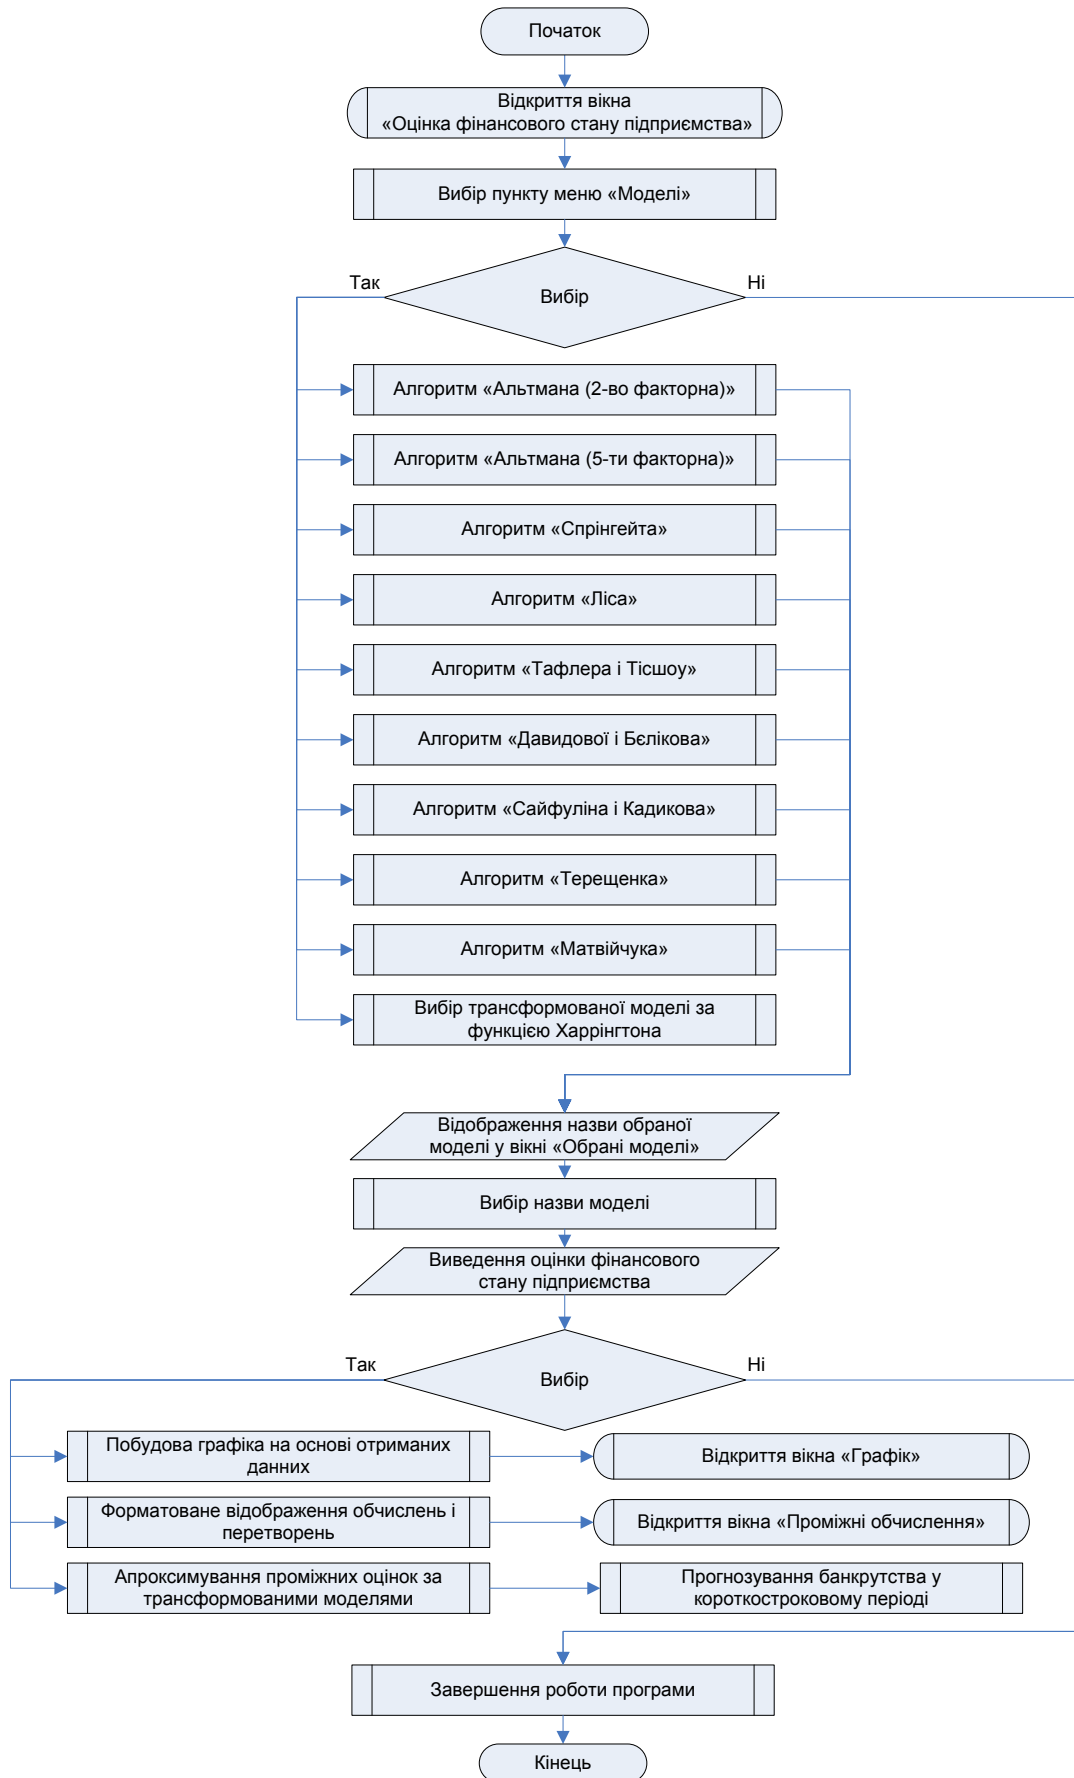 Початок
Відкриття вікна
«Оцінка фінансового стану підприємства»
Вибір пункту меню «Моделі»
Так
Ні
Вибір
Алгоритм «Альтмана (2-во факторна)»
Алгоритм «Альтмана (5-ти факторна)»
Алгоритм «Спрінгейта»
Алгоритм «Ліса»
Алгоритм «Тафлера і Тісшоу»
Алгоритм «Давидової і Бєлікова»
Алгоритм «Сайфуліна і Кадикова»
Алгоритм «Терещенка»
Алгоритм «Матвійчука»
Вибір трансформованої моделі за
функцією Харрінгтона
Відображення назви обраної
моделі у вікні «Обрані моделі»
Вибір назви моделі
Виведення оцінки фінансового
стану підприємства
Так
Ні
Вибір
Побудова графіка на основі отриманих
данних
Відкриття вікна «Графік»
Форматоване відображення обчислень і
перетворень
Відкриття вікна «Проміжні обчислення»
Апроксимування проміжних оцінок за
трансформованими моделями
Прогнозування банкрутства у
короткостроковому періоді
Завершення роботи програми
Кінець